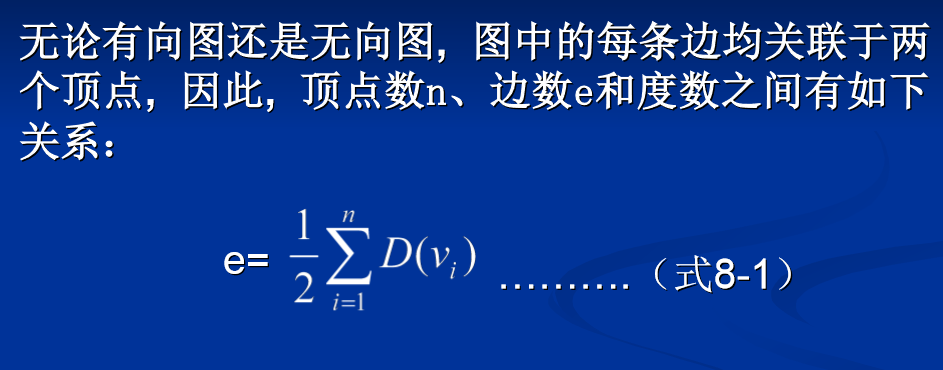 无论有向图还是无向图，图中的每条边均关联于两
个顶点，因此，顶点数n、边数e和度数之间有如下
关系：
e= \frac{1}{2}\sum_{i=1}^{n} D(v_i) ..........（式8-1）